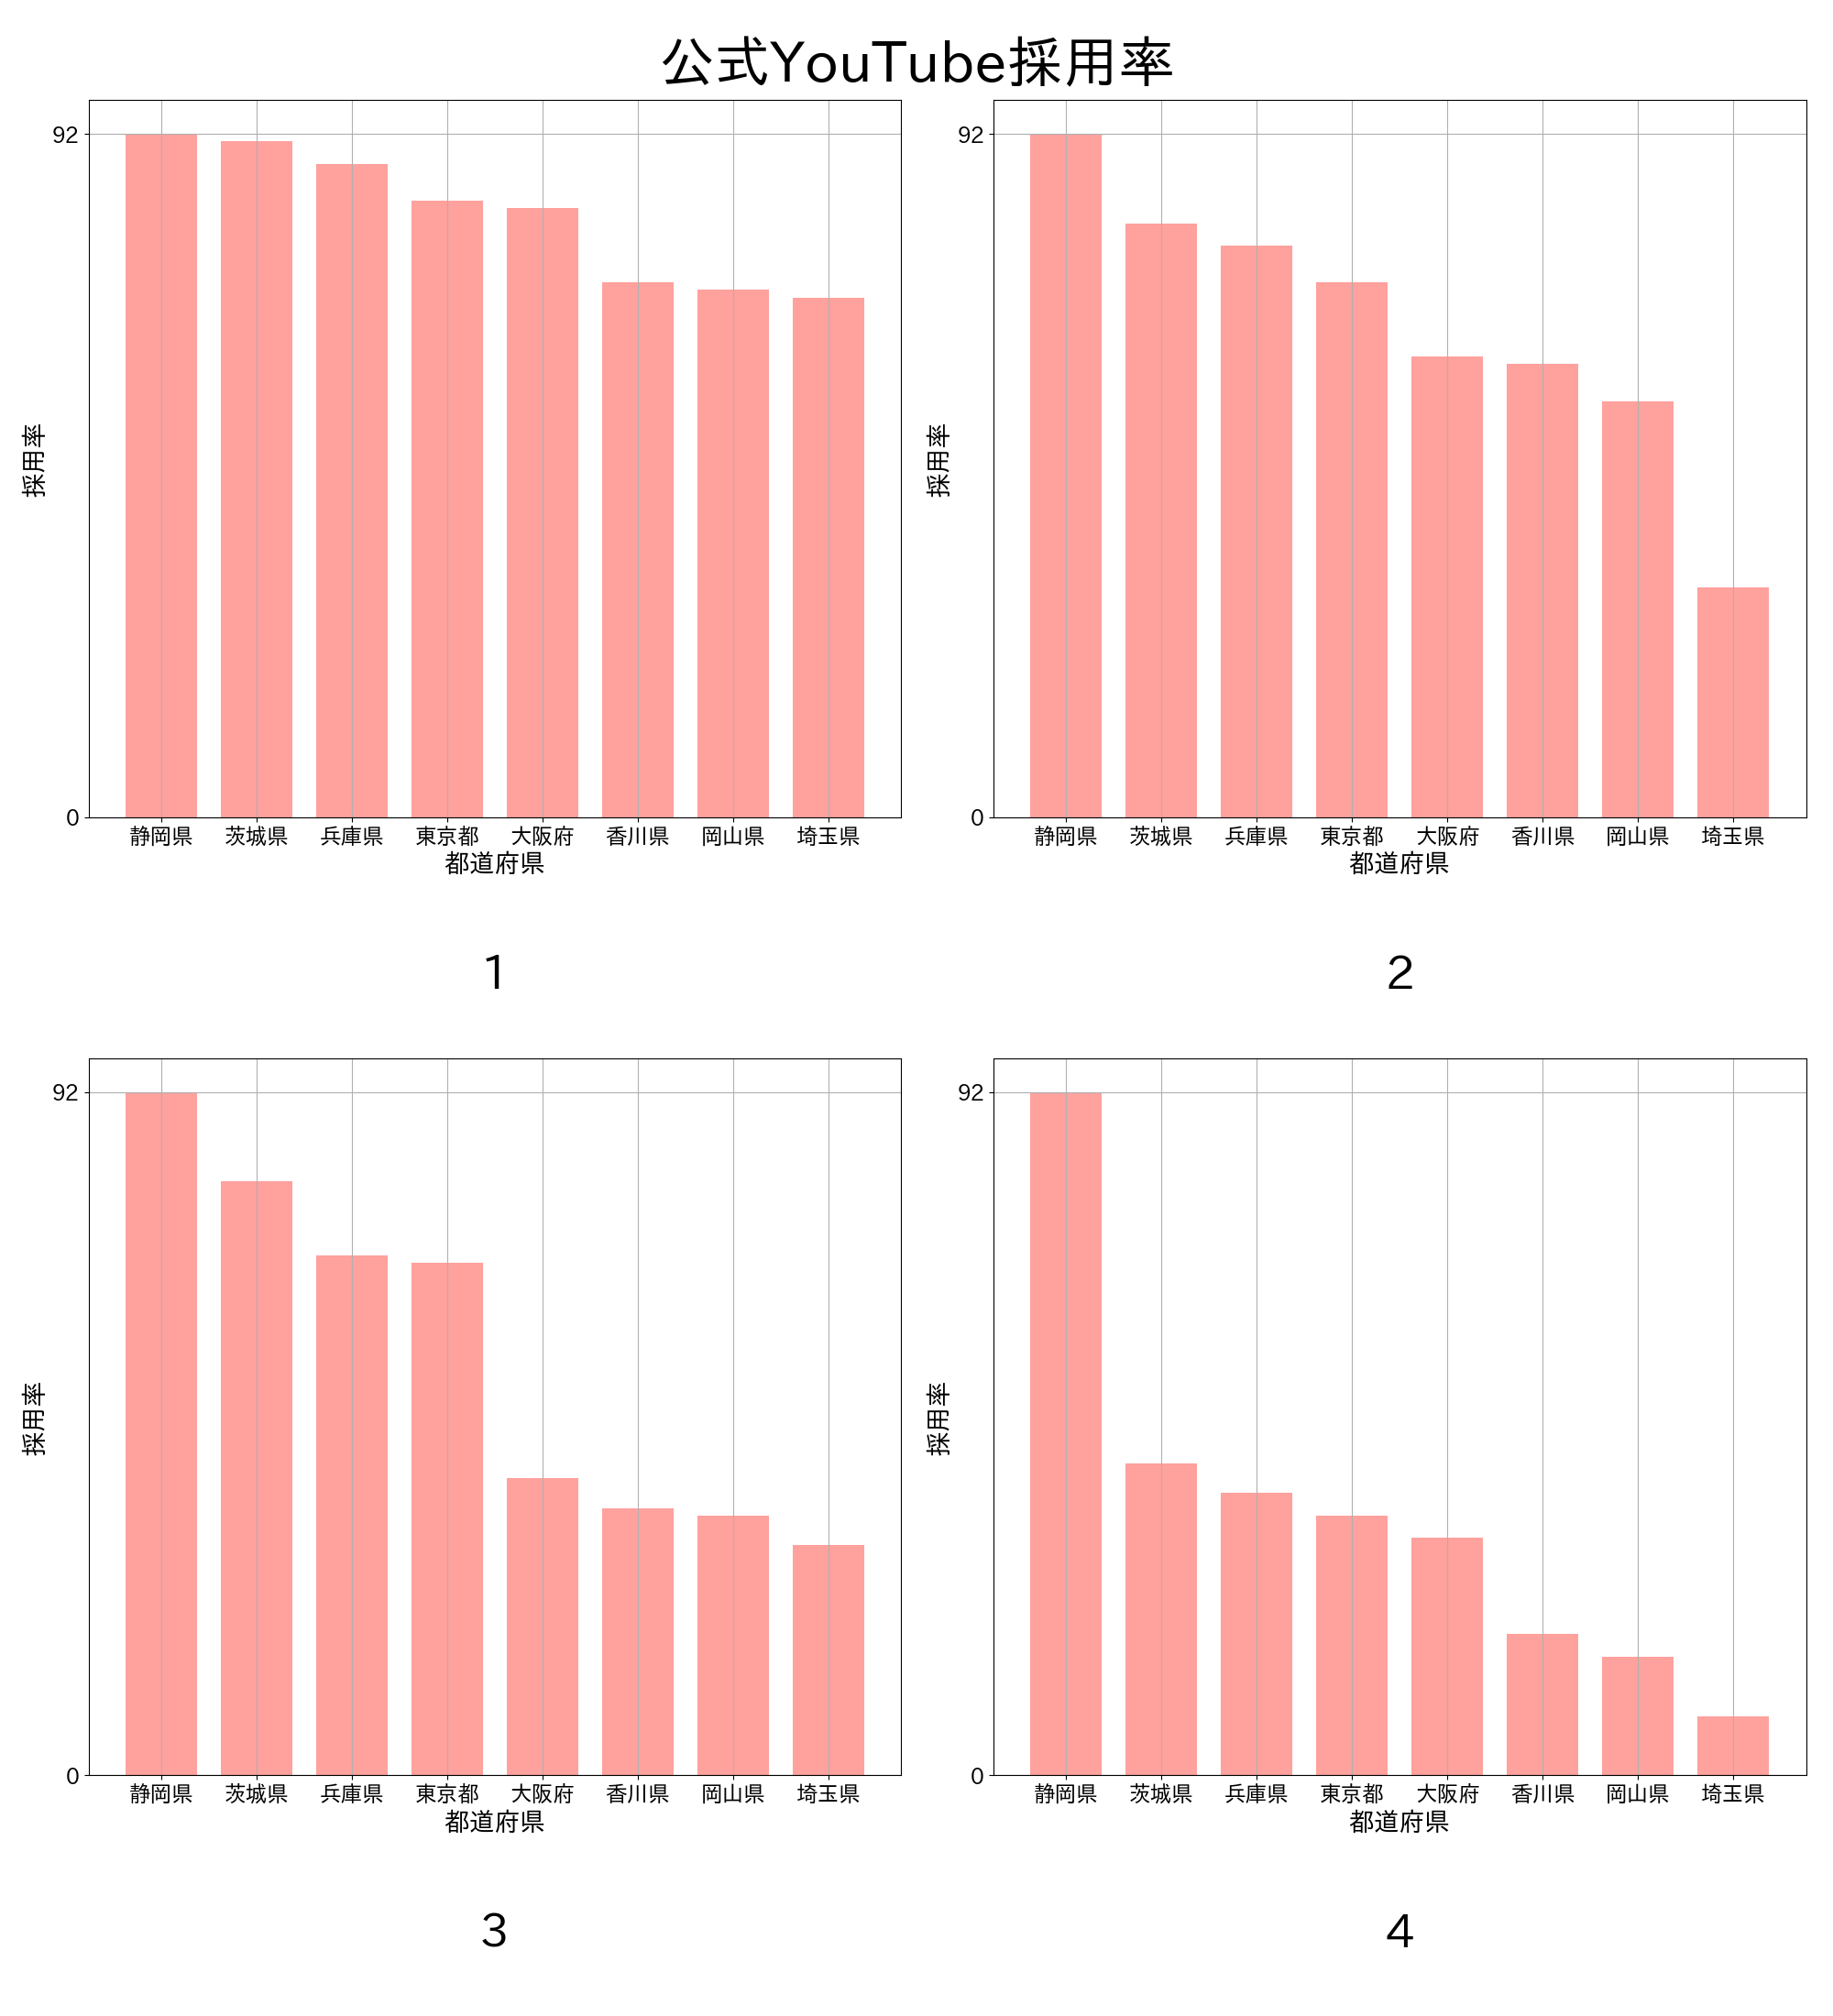 公式YouTube採用率
92
採用率
0
静岡県 茨城県 兵庫県 東京都 大阪府 香川県 岡山県 埼玉県
都道府県
1
92
採用率
0
静岡県 茨城県 兵庫県 東京都 大阪府 香川県 岡山県 埼玉県
都道府県
2
92
採用率
0
静岡県 茨城県 兵庫県 東京都 大阪府 香川県 岡山県 埼玉県
都道府県
3
92
採用率
0
静岡県 茨城県 兵庫県 東京都 大阪府 香川県 岡山県 埼玉県
都道府県
4